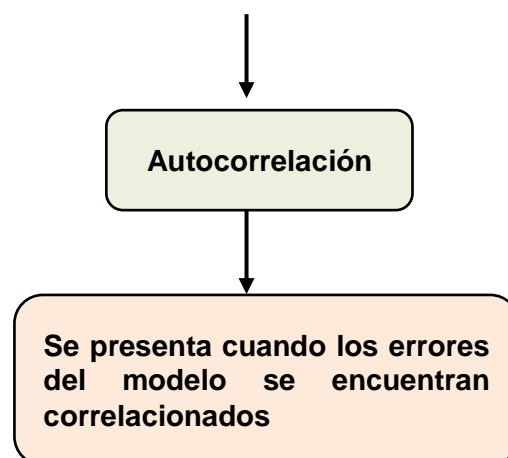 Autocorrelación
Se presenta cuando los errores
del modelo se encuentran
correlacionados